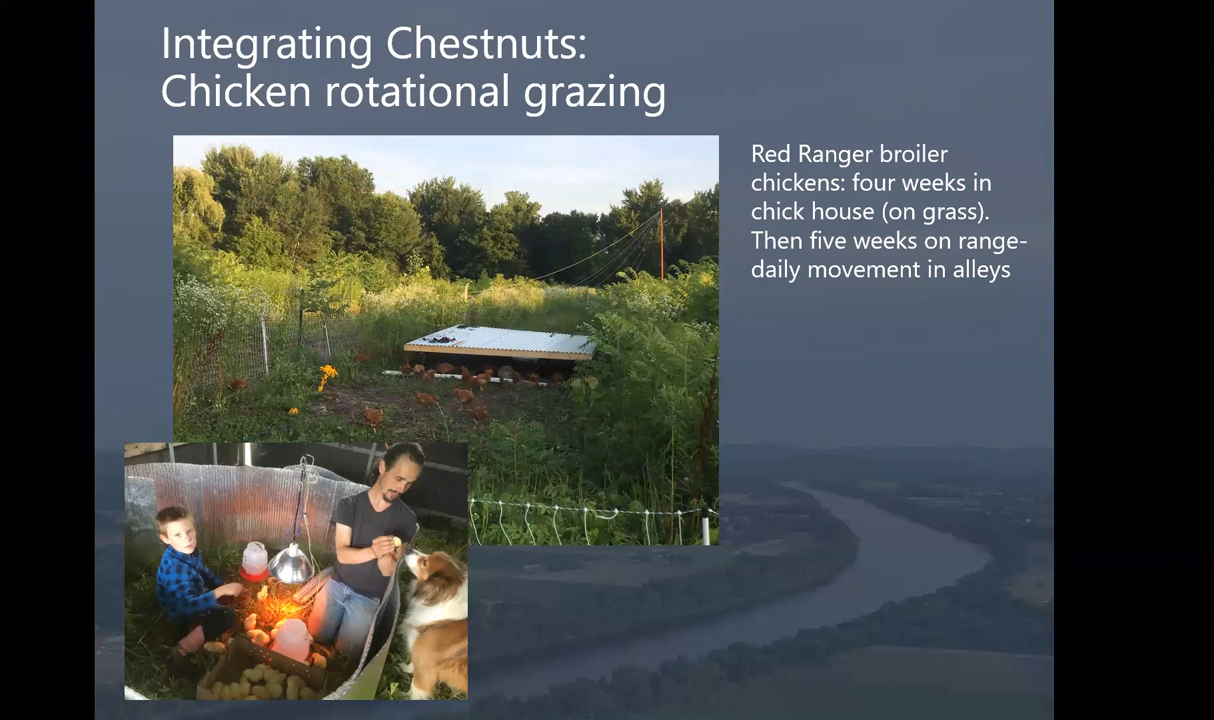 Integrating Chestnuts:
Chicken rotational grazing
Red Ranger broiler
chickens: four weeks in
chick house (on grass).
Then five weeks on range-
daily movement in alleys